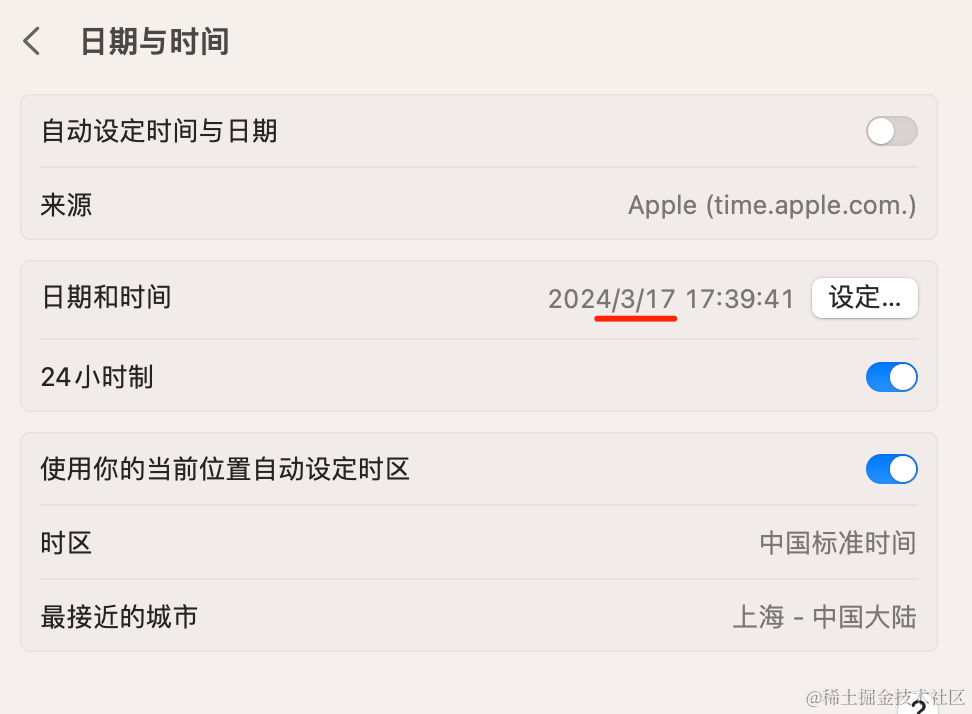 日期与时间
自动设定时间与日期
来源 Apple (time.apple.com.)
日期和时间 2024/3/17 17:39:41 设定...
24小时制
使用你的当前位置自动设定时区
时区 中国标准时间
最接近的城市 上海 - 中国大陆
@稀土掘金技术社区
?